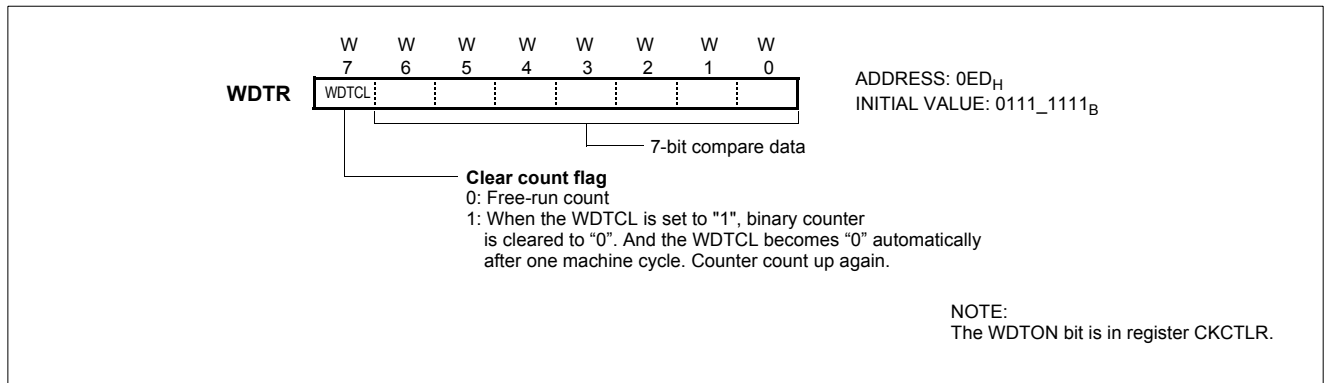 W W W W W W W W
7 6 5 4 3 2 1 0
WDTR WDTCL
ADDRESS: 0EDH
INITIAL VALUE: 0111_1111B
7-bit compare data
Clear count flag
0: Free-run count
1: When the WDTCL is set to "1", binary counter
is cleared to “0”. And the WDTCL becomes “0” automatically
after one machine cycle. Counter count up again.
NOTE:
The WDTON bit is in register CKCTLR.